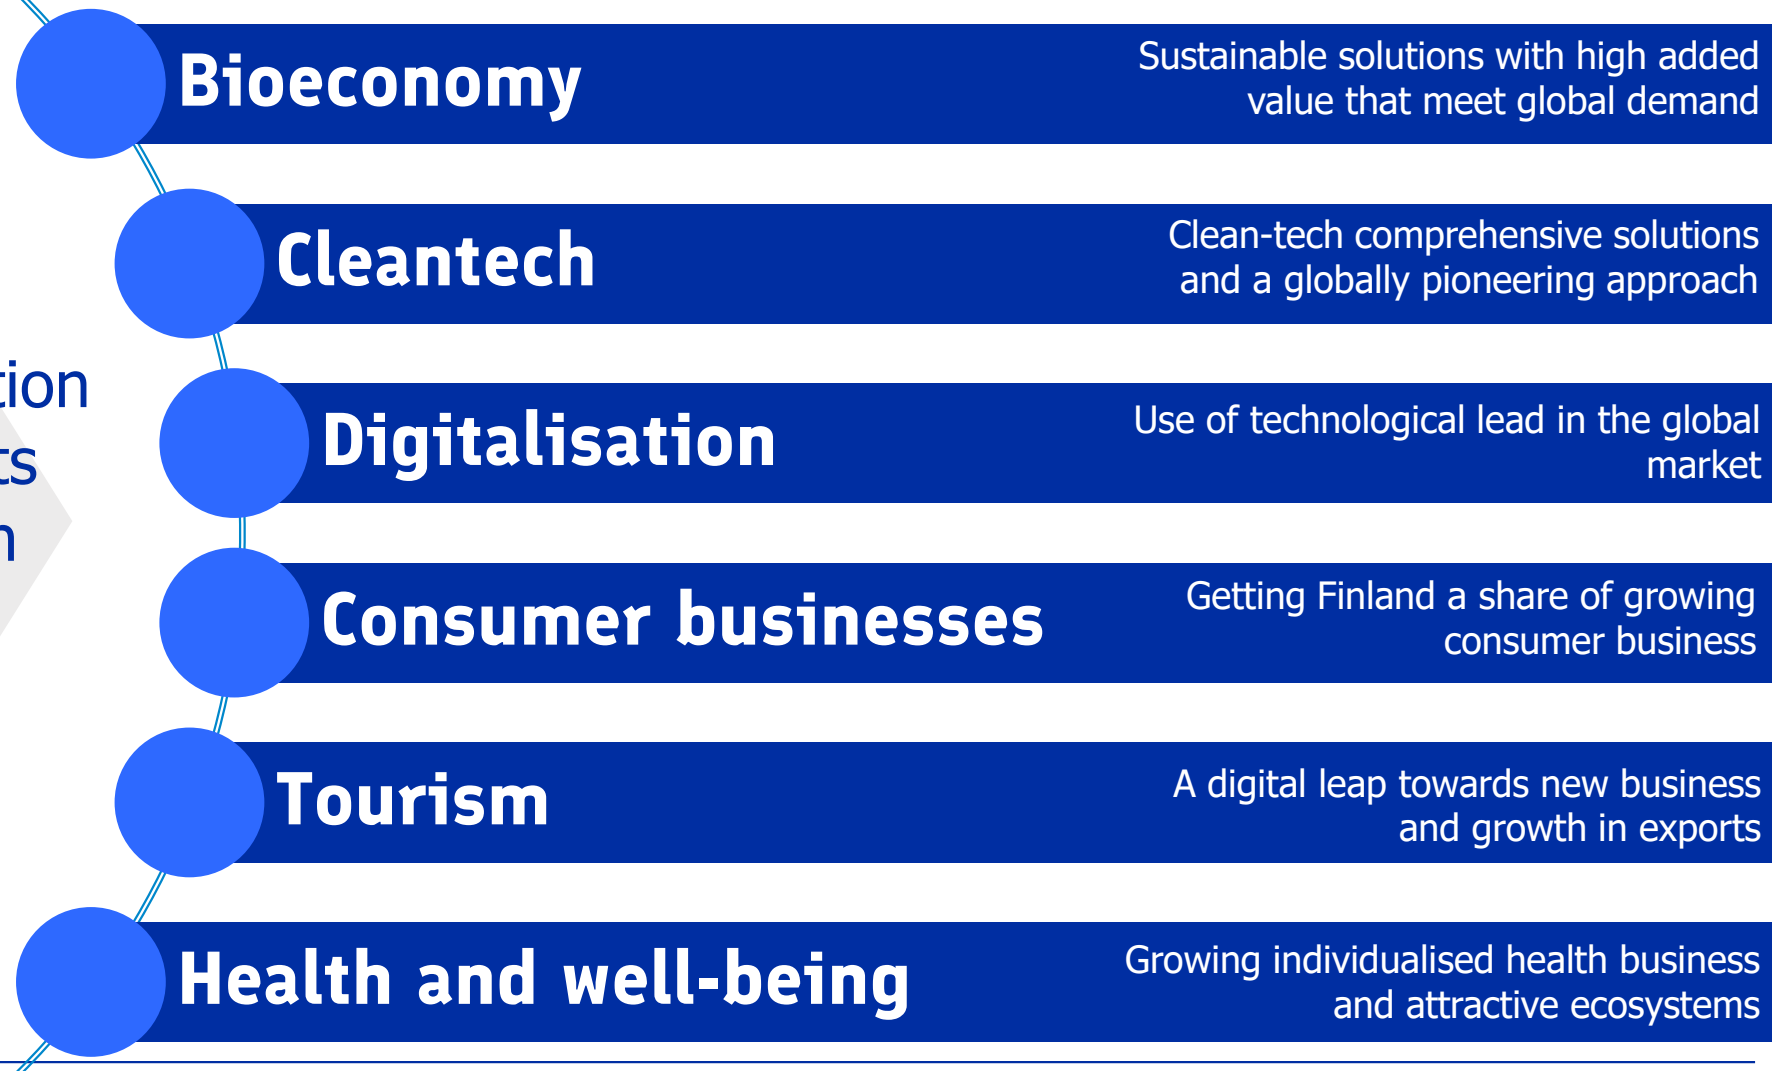 Bioeconomy
Sustainable solutions with high added
value that meet global demand
Cleantech
Clean-tech comprehensive solutions
and a globally pioneering approach
Digitalisation
Use of technological lead in the global
market
Consumer businesses
Getting Finland a share of growing
consumer business
Tourism
A digital leap towards new business
and growth in exports
Health and well-being
Growing individualised health business
and attractive ecosystems